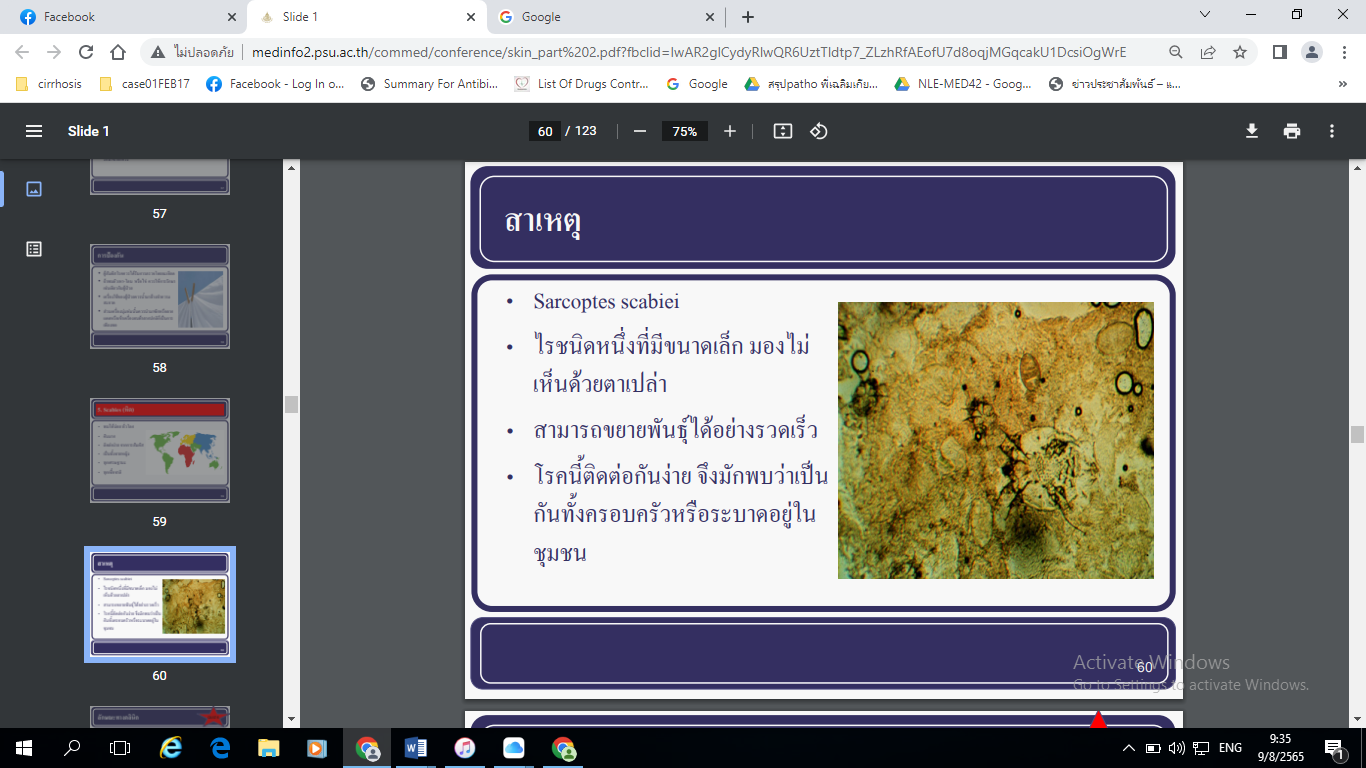 Facebook
Slide 1
Google
ไม่ปลอดภัย
medinfo2.psu.ac.th/commed/conference/skin_part%202.pdf?fbclid=IwAR2glCydyRlwQR6UztTIdtp7_ZLzhRfAEofU7d8oqjMGqcakU1DcsiOgWrE
cirrhosis
case01FEB17
Facebook - Log In o...
Summary For Antibi...
List Of Drugs Contr...
Google
สรุปpatho พี่เฉลิมเกีย...
NLE-MED42 - Goog...
ข่าวประชาสัมพันธ์ – แ...
»
Slide 1
60 / 123
75%
57
58
5. Scabies (หิด)
59
สาเหตุ
60
สาเหตุ
• Sarcoptes scabiei
• ไรชนิดหนึ่งที่มีขนาดเล็ก มองไม่
เห็นด้วยตาเปล่า
• สามารถขยายพันธุ์ได้อย่างรวดเร็ว
• โรคนี้ติดต่อกันง่าย จึงมักพบว่าเป็น
กันทั้งครอบครัวหรือระบาดอยู่ใน
ชุมชน
60
Activate Windows
Go to Settings to activate Windows.
ENG
9:35
9/8/2565
1